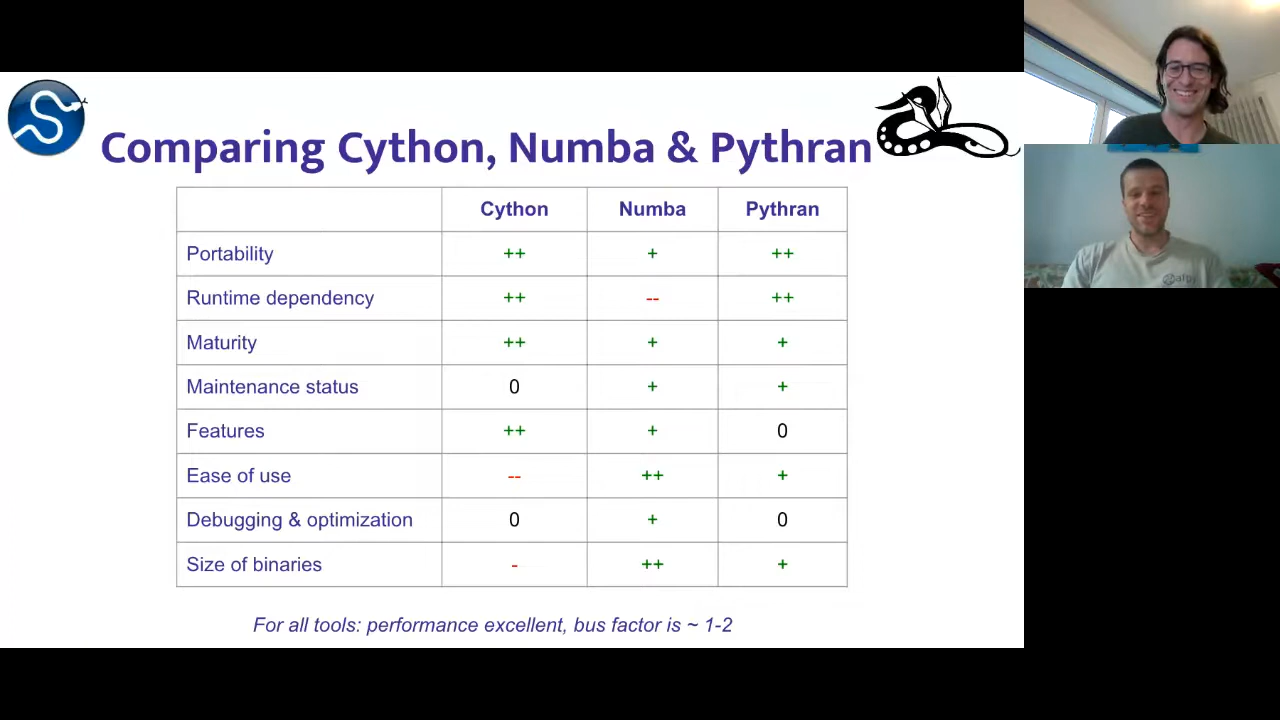 Comparing Cython, Numba & Pythran
Cython Numba Pythran
Portability ++ + ++
Runtime dependency ++ -- ++
Maturity ++ + +
Maintenance status 0 + +
Features ++ + 0
Ease of use -- ++ +
Debugging & optimization 0 + 0
Size of binaries - ++ +
For all tools: performance excellent, bus factor is ~ 1-2